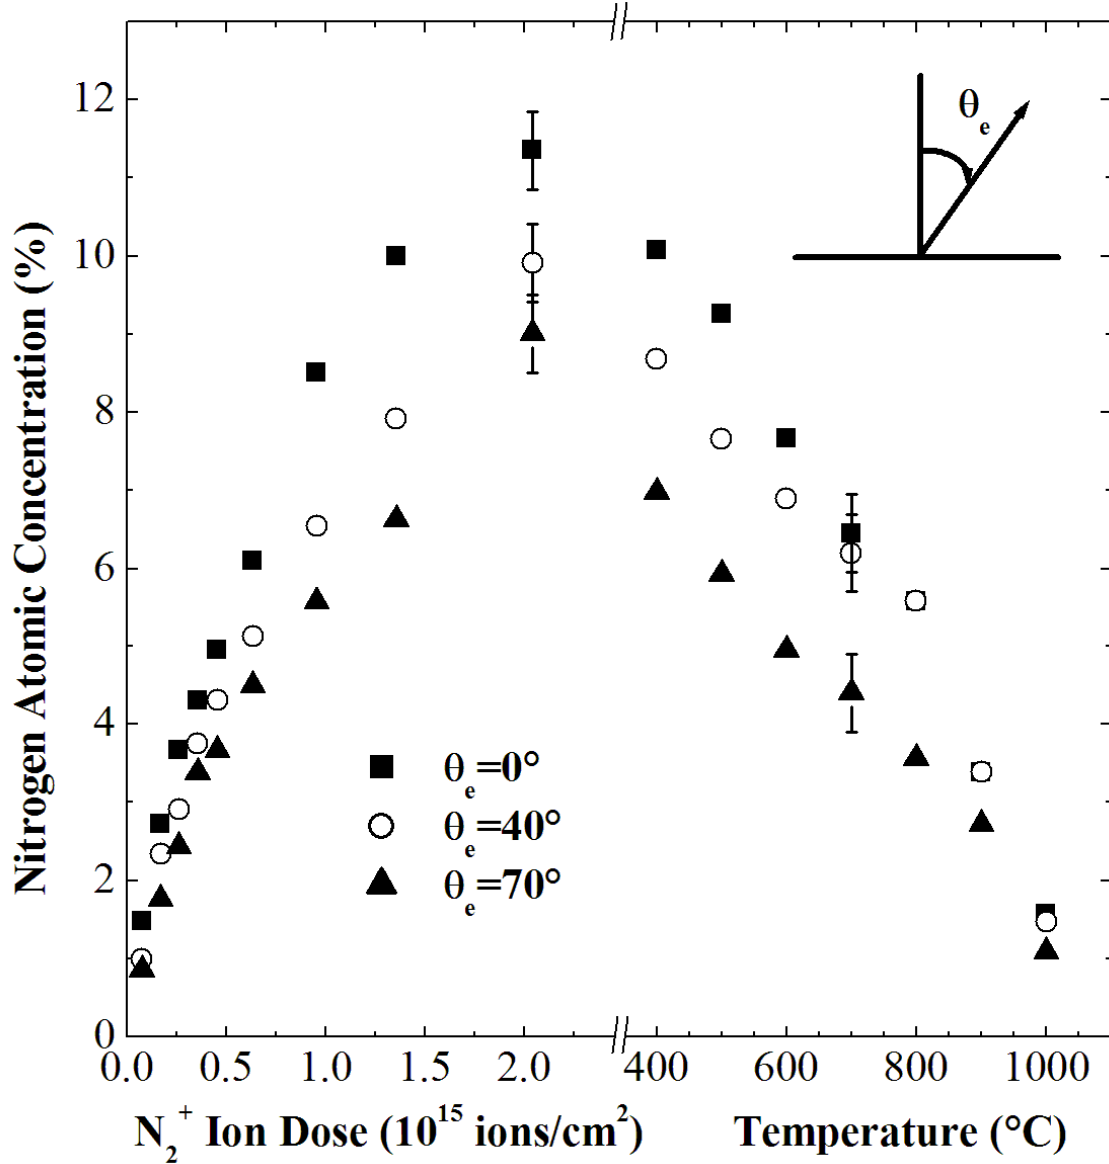 Nitrogen Atomic Concentration (%)
12
10
8
6
4
2
0
θe
θe=0°
θe=40°
θe=70°
0.0 0.5 1.0 1.5 2.0 400 600 800 1000
N2+ Ion Dose (10^15 ions/cm^2) Temperature (°C)